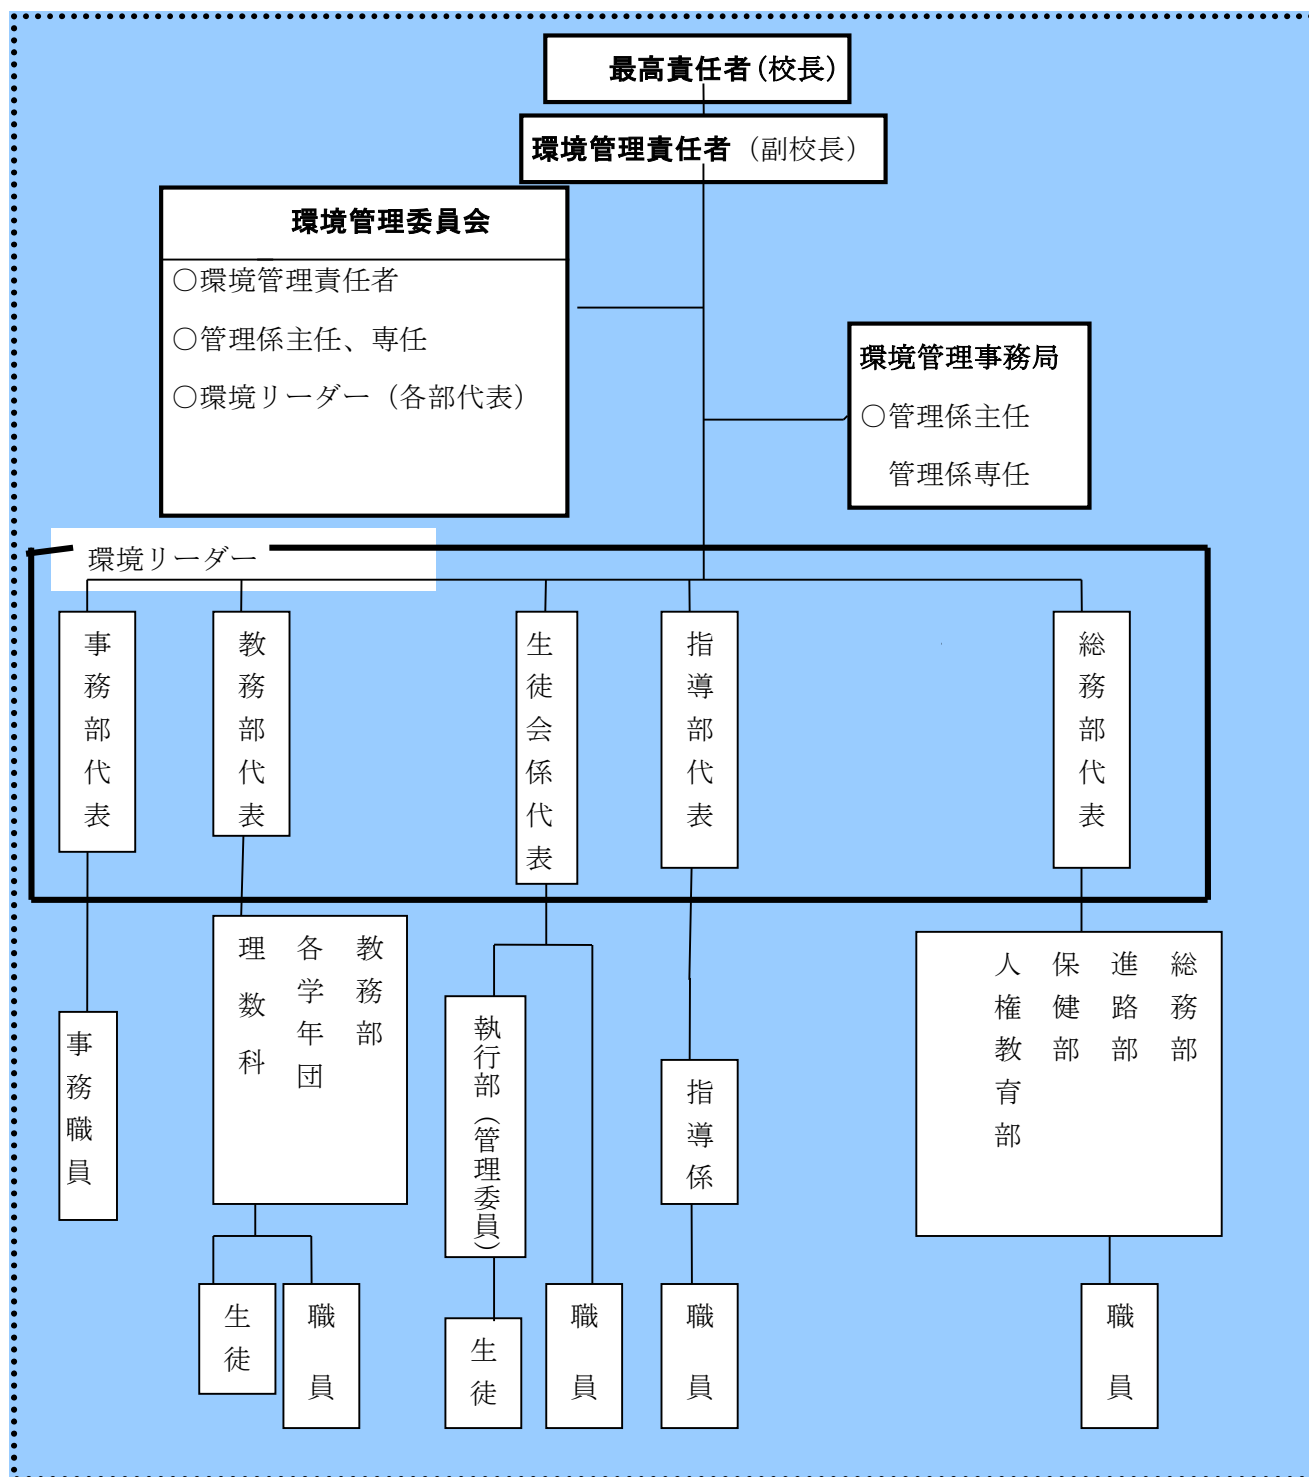 最高責任者(校長)
環境管理責任者（副校長）
環境管理委員会
○環境管理責任者
○管理係主任、専任
○環境リーダー（各部代表）
環境管理事務局
○管理係主任
管理係専任
環境リーダー
事務部代表
教務部代表
生徒会係代表
指導部代表
総務部代表
事務職員
教務部
各学年団
理数科
執行部（管理委員）
指導係
総務部
進路部
保健部
人権教育部
生徒
職員
生徒
職員
職員
職員